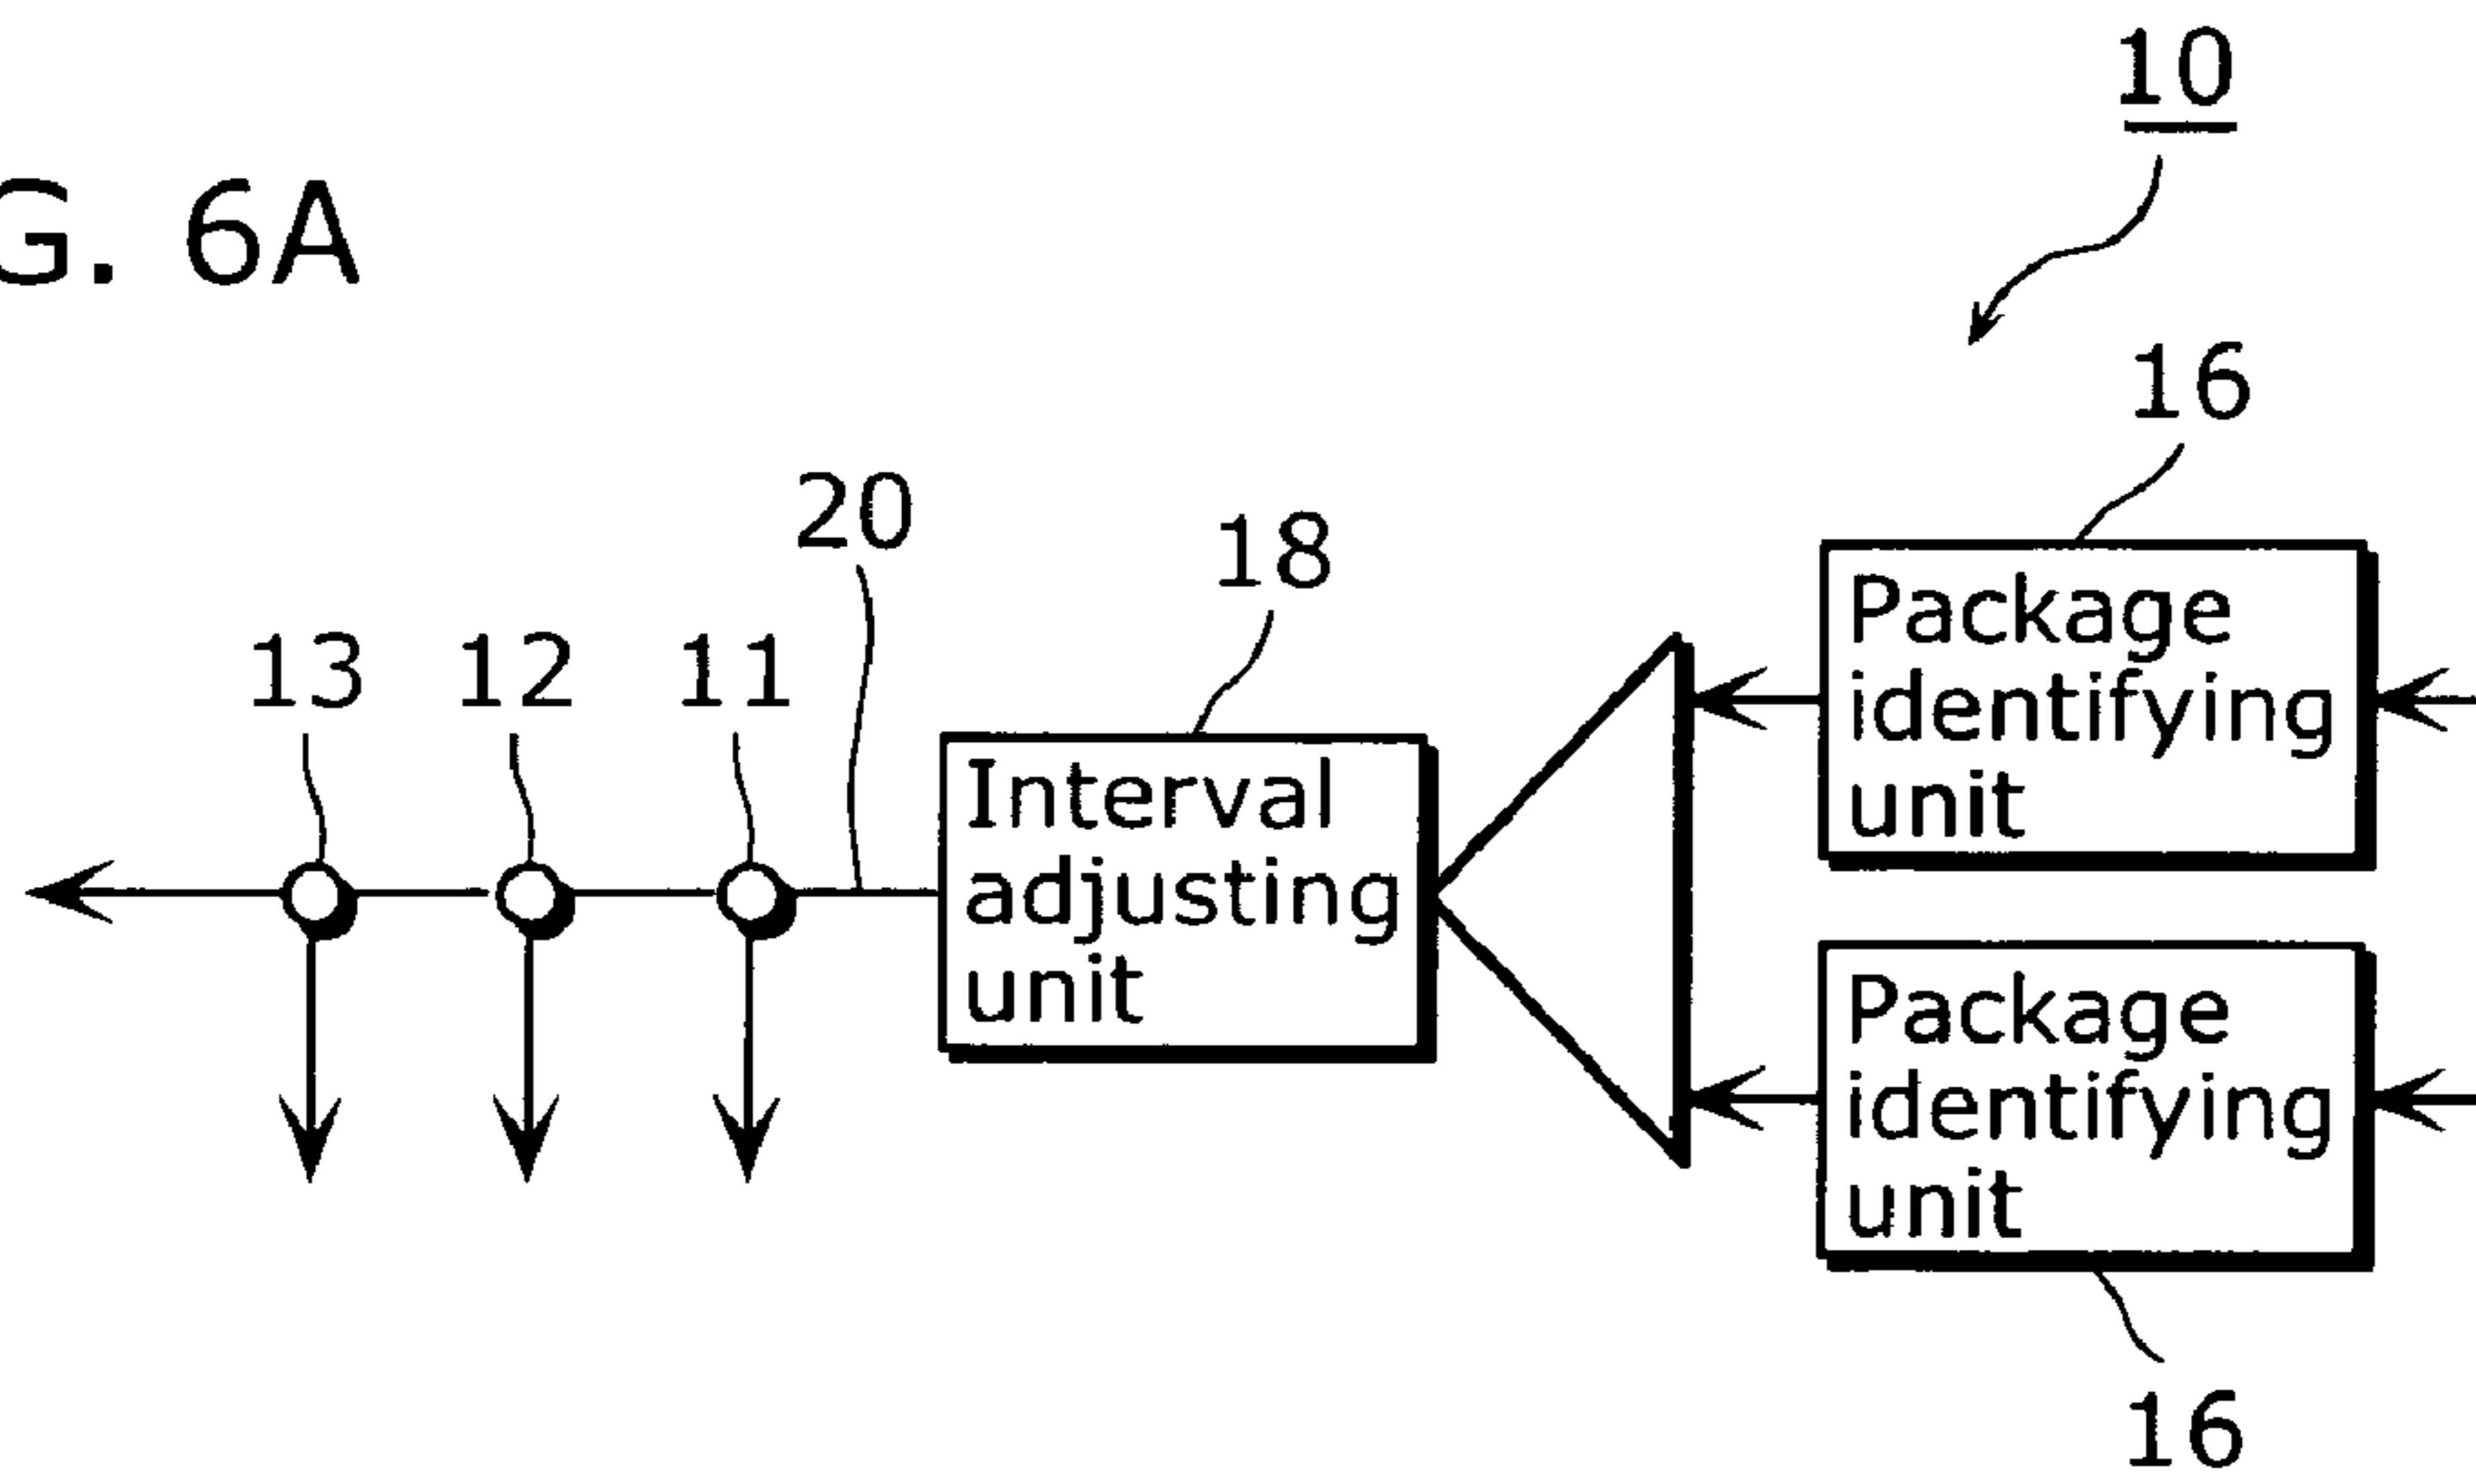 10
G. 6A
16
20
18
Package
identifying
unit
13
12
11
Interval
adjusting
unit
Package
identifying
unit
16